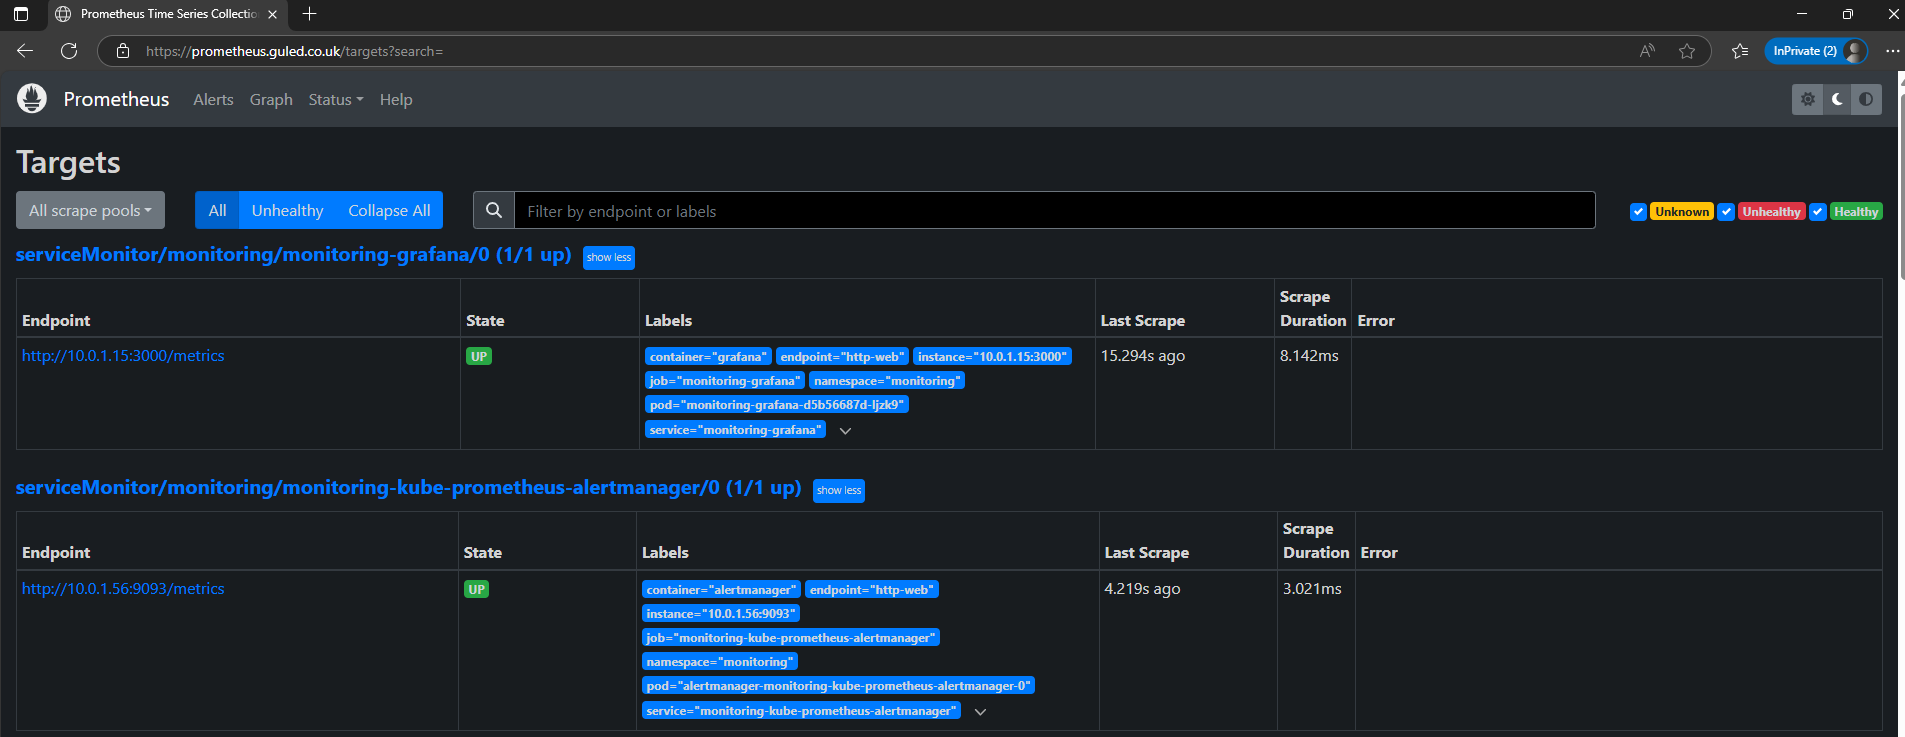 Prometheus Time Series Collectio
https://prometheus.guled.co.uk/targets?search=
InPrivate (2)
Prometheus Alerts Graph Status Help
Targets
All scrape pools
All Unhealthy Collapse All
Filter by endpoint or labels
Unknown Unhealthy Healthy
serviceMonitor/monitoring/monitoring-grafana/0 (1/1 up) show less
Endpoint State Labels Last Scrape Scrape Duration Error
http://10.0.1.15:3000/metrics
UP
container="grafana" endpoint="http-web" instance="10.0.1.15:3000"
job="monitoring-grafana" namespace="monitoring"
pod="monitoring-grafana-d5b56687d-ljzk9"
service="monitoring-grafana"
15.294s ago
8.142ms
serviceMonitor/monitoring/monitoring-kube-prometheus-alertmanager/0 (1/1 up) show less
Endpoint State Labels Last Scrape Scrape Duration Error
http://10.0.1.56:9093/metrics
UP
container="alertmanager" endpoint="http-web"
instance="10.0.1.56:9093"
job="monitoring-kube-prometheus-alertmanager"
namespace="monitoring"
pod="alertmanager-monitoring-kube-prometheus-alertmanager-0"
service="monitoring-kube-prometheus-alertmanager"
4.219s ago
3.021ms